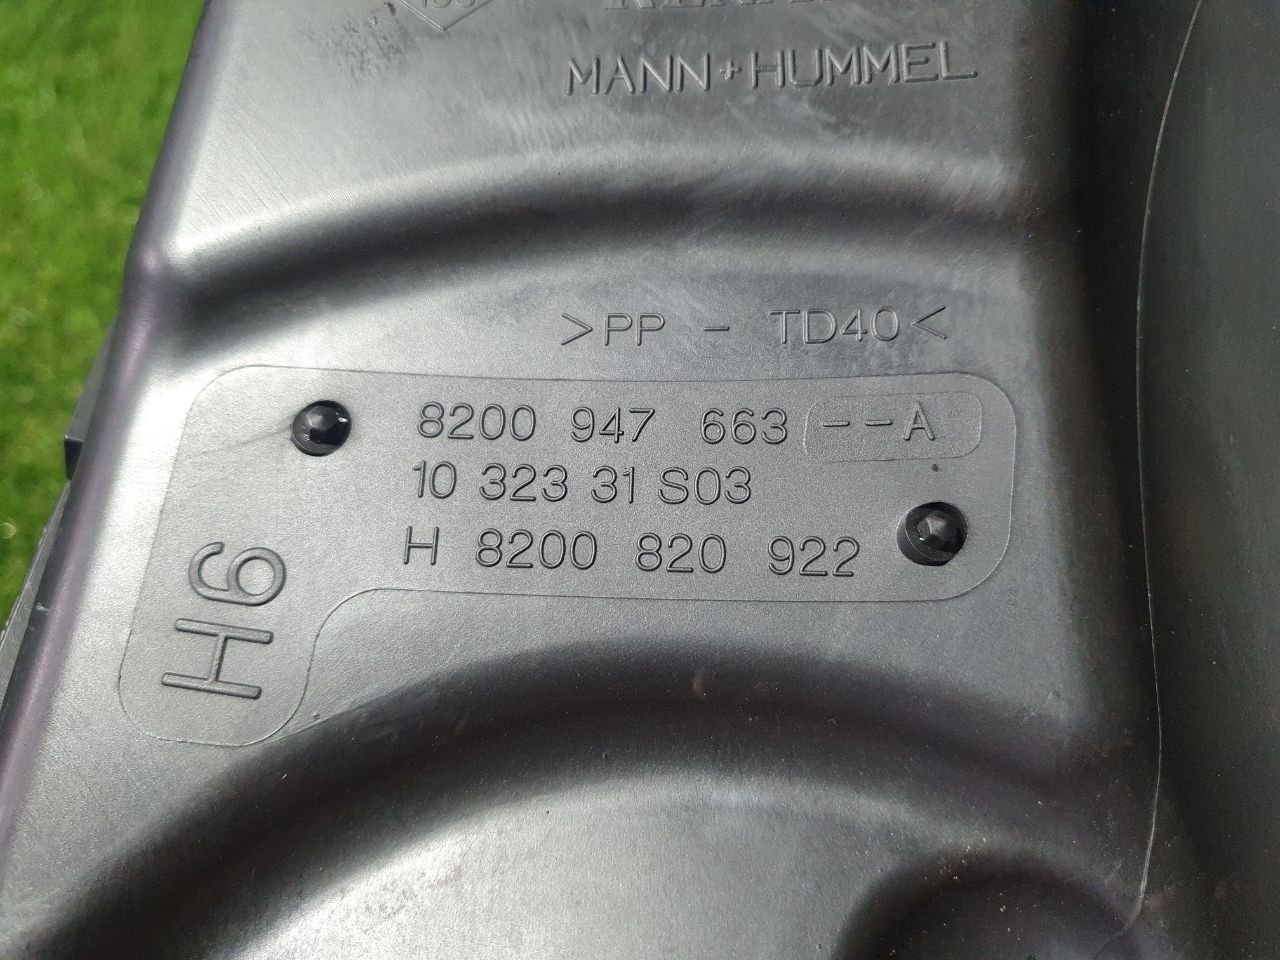 MANN+HUMMEL
>PP - TD40<
8200 947 663 --A
10 323 31 S03
H 8200 820 922
H6